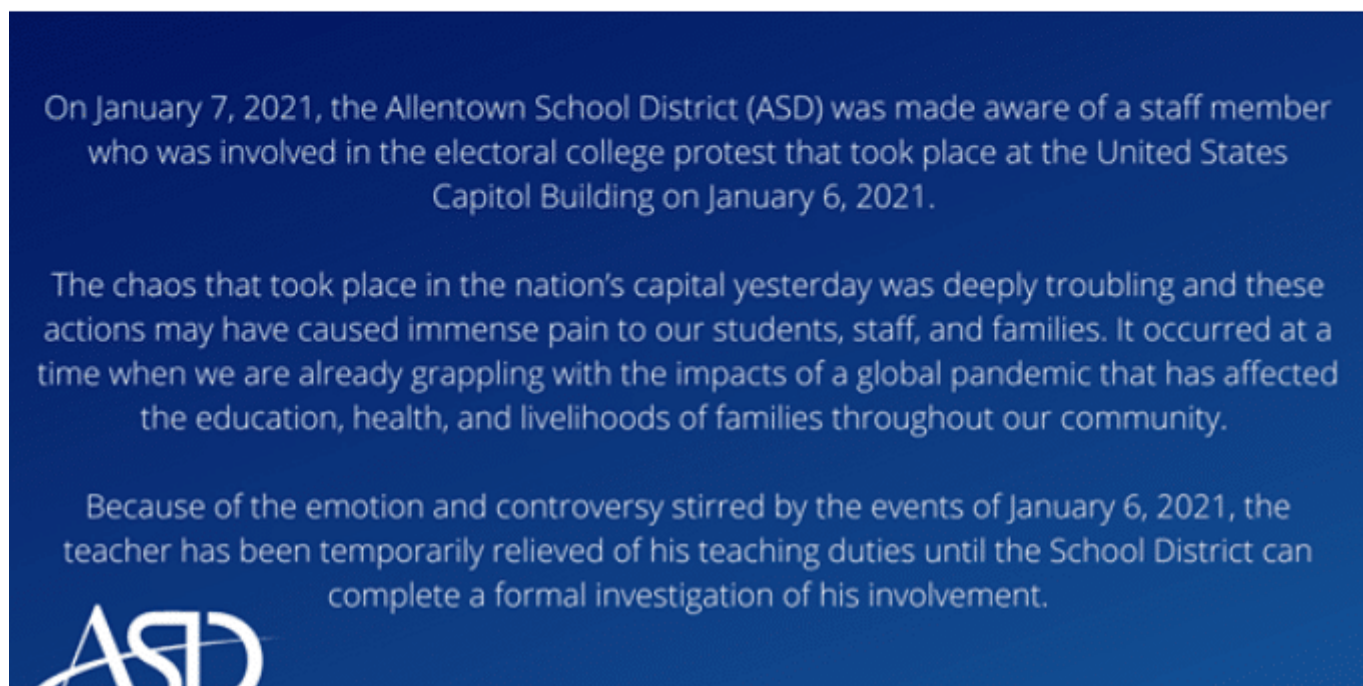 On January 7, 2021, the Allentown School District (ASD) was made aware of a staff member
who was involved in the electoral college protest that took place at the United States
Capitol Building on January 6, 2021.
The chaos that took place in the nation's capital yesterday was deeply troubling and these
actions may have caused immense pain to our students, staff, and families. It occurred at a
time when we are already grappling with the impacts of a global pandemic that has affected
the education, health, and livelihoods of families throughout our community.
Because of the emotion and controversy stirred by the events of January 6, 2021, the
teacher has been temporarily relieved of his teaching duties until the School District can
complete a formal investigation of his involvement.
ASD